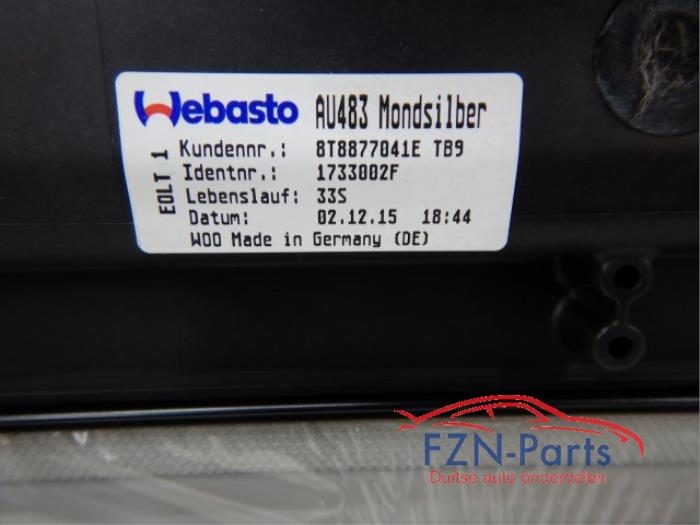 Webasto AU483 Mondsilber
EOLT 1
Kundennr.: 8T8877041E TB9
Identnr.: 1733002F
Lebenslauf: 33S
Datum: 02.12.15 18:44
WOO Made in Germany (DE)
FZN-Parts
Duitse auto onderdelen